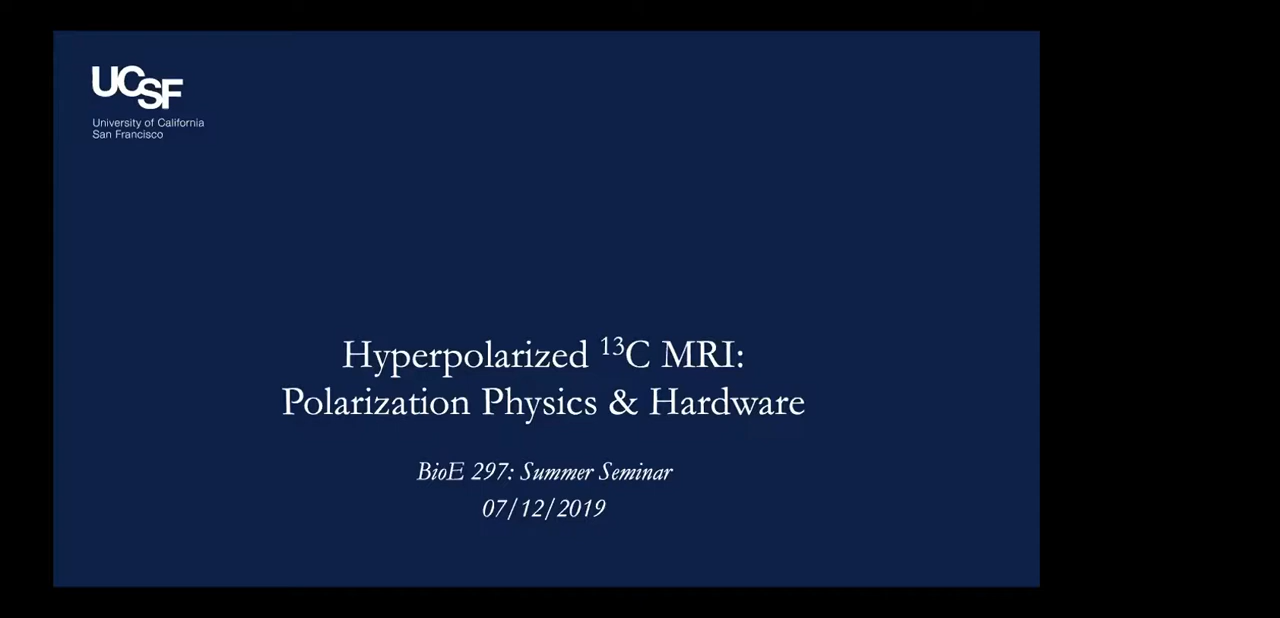 UCSF
University of California
San Francisco
Hyperpolarized ¹³C MRI:
Polarization Physics & Hardware
BioE 297: Summer Seminar
07/12/2019